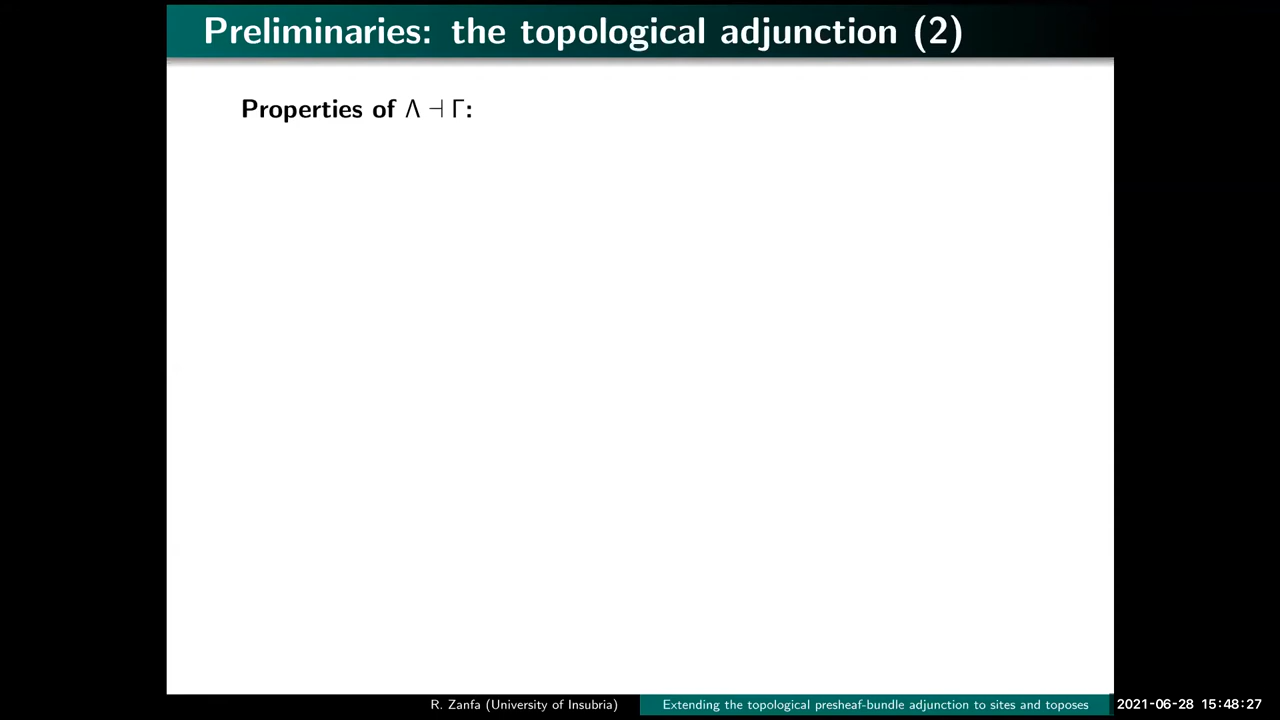 Preliminaries: the topological adjunction (2)
Properties of Λ ⊣ Γ:
R. Zanfa (University of Insubria)
Extending the topological presheaf-bundle adjunction to sites and toposes
2021-06-28 15:48:27